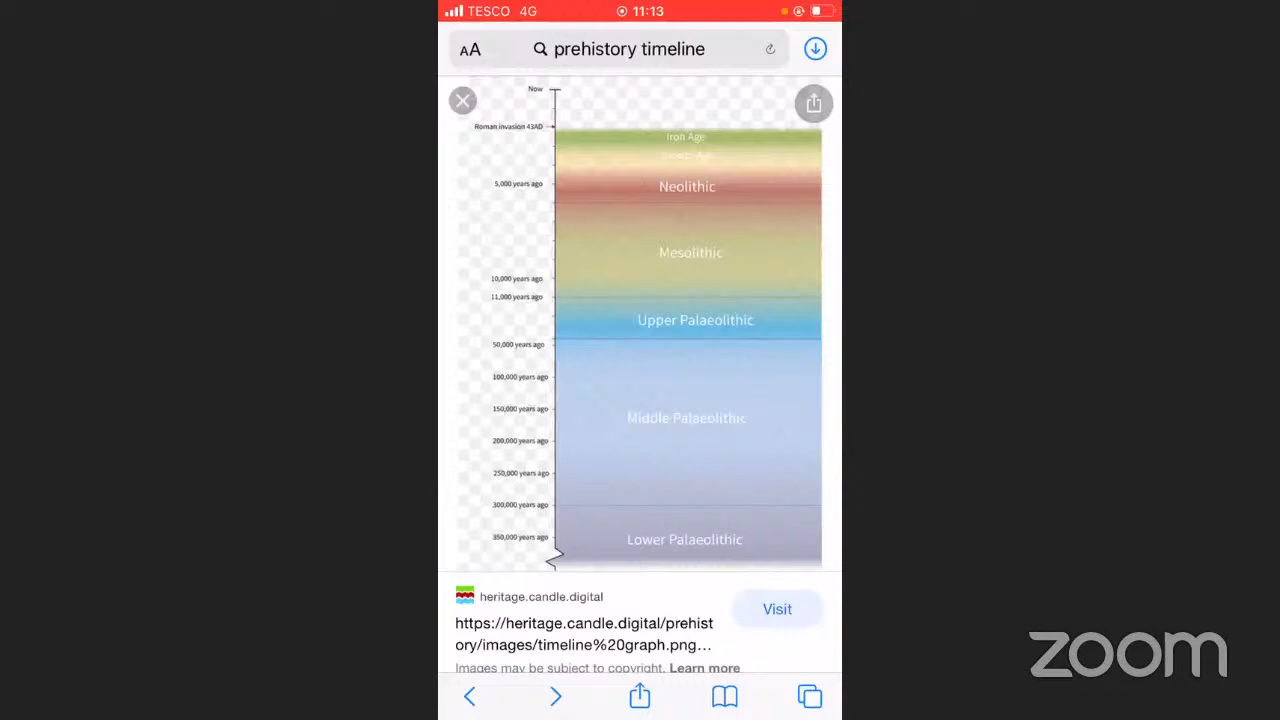 TESCO 4G 11:13
AA prehistory timeline
Now
Roman invasion 43AD
Iron Age
Bronze Age
5,000 years ago
Neolithic
Mesolithic
10,000 years ago
11,000 years ago
Upper Palaeolithic
50,000 years ago
100,000 years ago
150,000 years ago
Middle Palaeolithic
200,000 years ago
250,000 years ago
300,000 years ago
350,000 years ago
Lower Palaeolithic
heritage.candle.digital
Visit
https://heritage.candle.digital/prehist
ory/images/timeline%20graph.png...
Images may be subject to copyright. Learn more
zoom